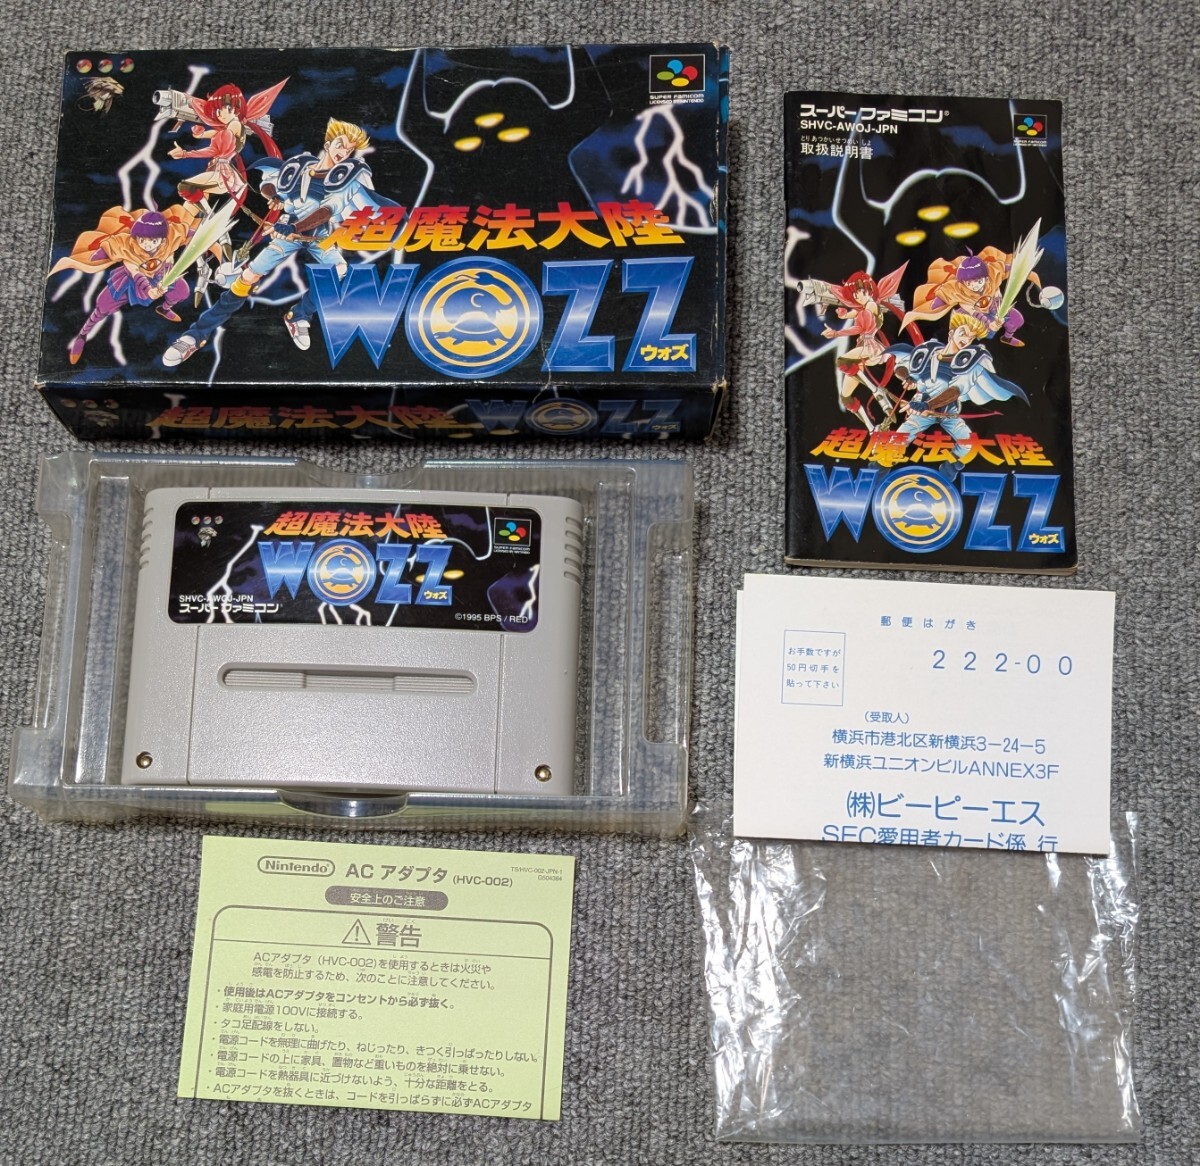 SUPER FAMICOM
超魔法大陸
WOZZ
ウォズ
超魔法大陸 WOZZ
ウォズ
スーパーファミコン
SHVC-AWOJ-JPN
とりあつかいせつめいしょ
取扱説明書
超魔法大陸
WOZZ
ウォズ
超魔法大陸
WOZZ
ウォズ
SUPER FAMICOM
SHVC-AWOJ-JPN
スーパーファミコン
©1995 BPS / RED
郵便はがき
お手数ですが
50円切手を
貼って下さい
222-00
(受取人)
横浜市港北区新横浜3-24-5
新横浜ユニオンビルANNEX3F
(株)ビーピーエス
SFC愛用者カード係 行
Nintendo ACアダプタ(HVC-002)
安全上のご注意
警告
ACアダプタ(HVC-002)を使用するときは火災や
感電を防止するため、次のことに注意してください。
・使用後はACアダプタをコンセントから必ず抜く。
・家庭用電源100Vに接続する。
・タコ足配線をしない。
・電源コードを無理に曲げたり、ねじったり、きつく引っぱったりしない。
・電源コードの上に家具、置物など重いものを絶対に乗せない。
・電源コードを熱器具に近づけないよう、十分な距離をとる。
・ACアダプタを抜くときは、コードを引っぱらずに必ずACアダプタ